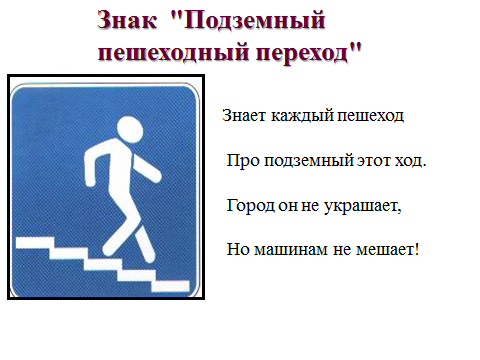 Знак "Подземный
пешеходный переход"
Знает каждый пешеход
Про подземный этот ход.
Город он не украшает,
Но машинам не мешает!